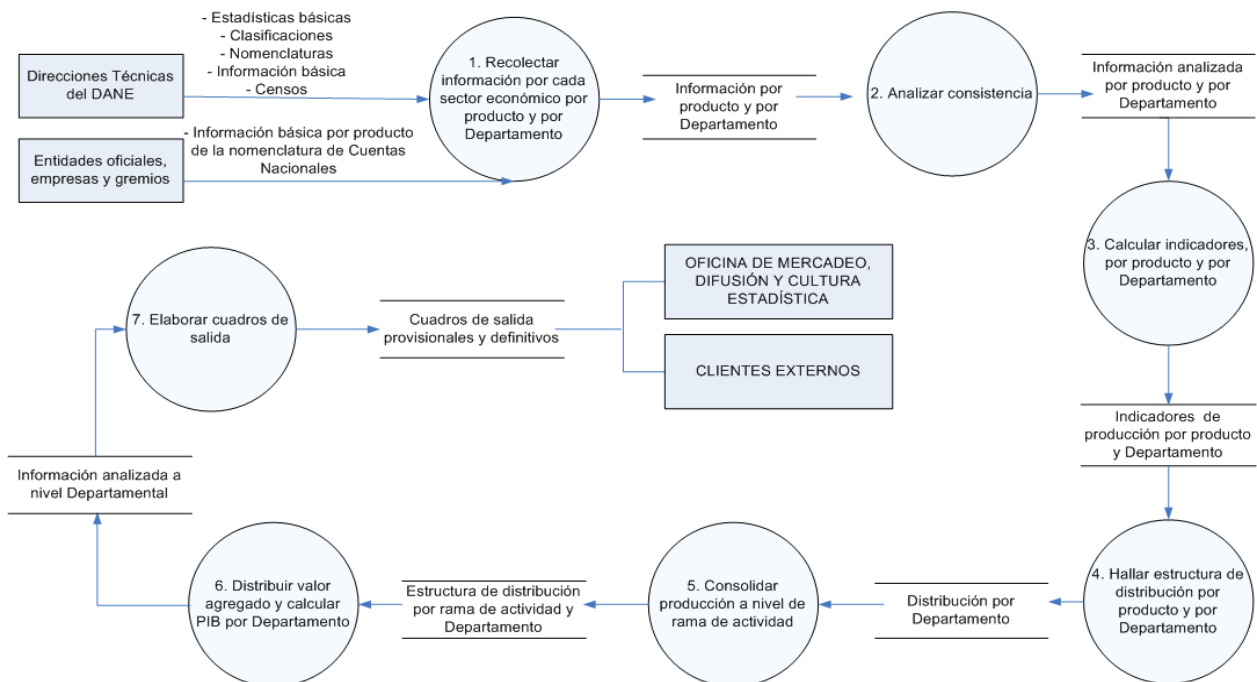 Direcciones Técnicas
del DANE
- Estadísticas básicas
- Clasificaciones
- Nomenclaturas
- Información básica
- Censos
Entidades oficiales,
empresas y gremios
- Información básica por producto
de la nomenclatura de Cuentas
Nacionales
1. Recolectar
información por cada
sector económico por
producto y por
Departamento
Información por
producto y por
Departamento
2. Analizar consistencia
Información analizada
por producto y por
Departamento
3. Calcular indicadores,
por producto y por
Departamento
Indicadores de
producción por producto
y Departamento
4. Hallar estructura de
distribución por
producto y por
Departamento
Distribución por
Departamento
5. Consolidar
producción a nivel de
rama de actividad
Estructura de distribución
por rama de actividad y
Departamento
6. Distribuir valor
agregado y calcular
PIB por Departamento
Información analizada a
nivel Departamental
7. Elaborar cuadros de
salida
Cuadros de salida
provisionales y definitivos
OFICINA DE MERCADEO,
DIFUSIÓN Y CULTURA
ESTADÍSTICA
CLIENTES EXTERNOS